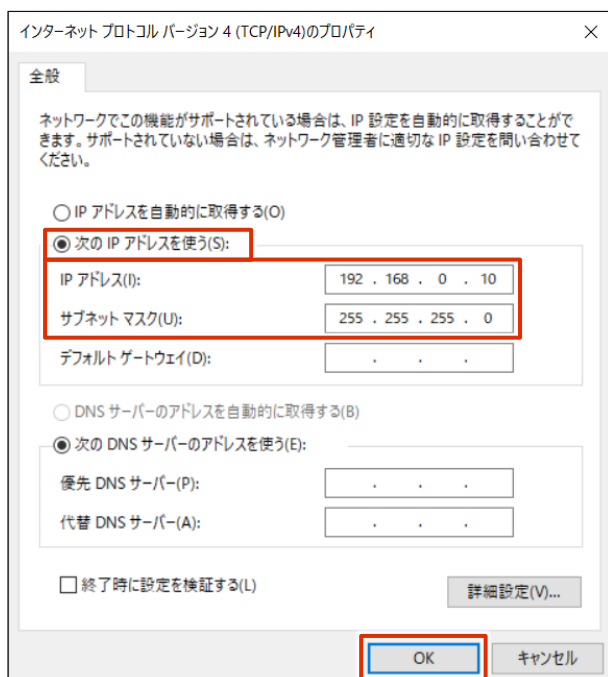 インターネット プロトコル バージョン 4 (TCP/IPv4)のプロパティ
全般
ネットワークでこの機能がサポートされている場合は、IP 設定を自動的に取得することがで
きます。サポートされていない場合は、ネットワーク管理者に適切な IP 設定を問い合わせて
ください。
IP アドレスを自動的に取得する(O)
次の IP アドレスを使う(S):
IP アドレス(I): 192 . 168 . 0 . 10
サブネット マスク(U): 255 . 255 . 255 . 0
デフォルト ゲートウェイ(D): . . .
DNS サーバーのアドレスを自動的に取得する(B)
次の DNS サーバーのアドレスを使う(E):
優先 DNS サーバー(P): . . .
代替 DNS サーバー(A): . . .
終了時に設定を検証する(L)
詳細設定(V)...
OK キャンセル